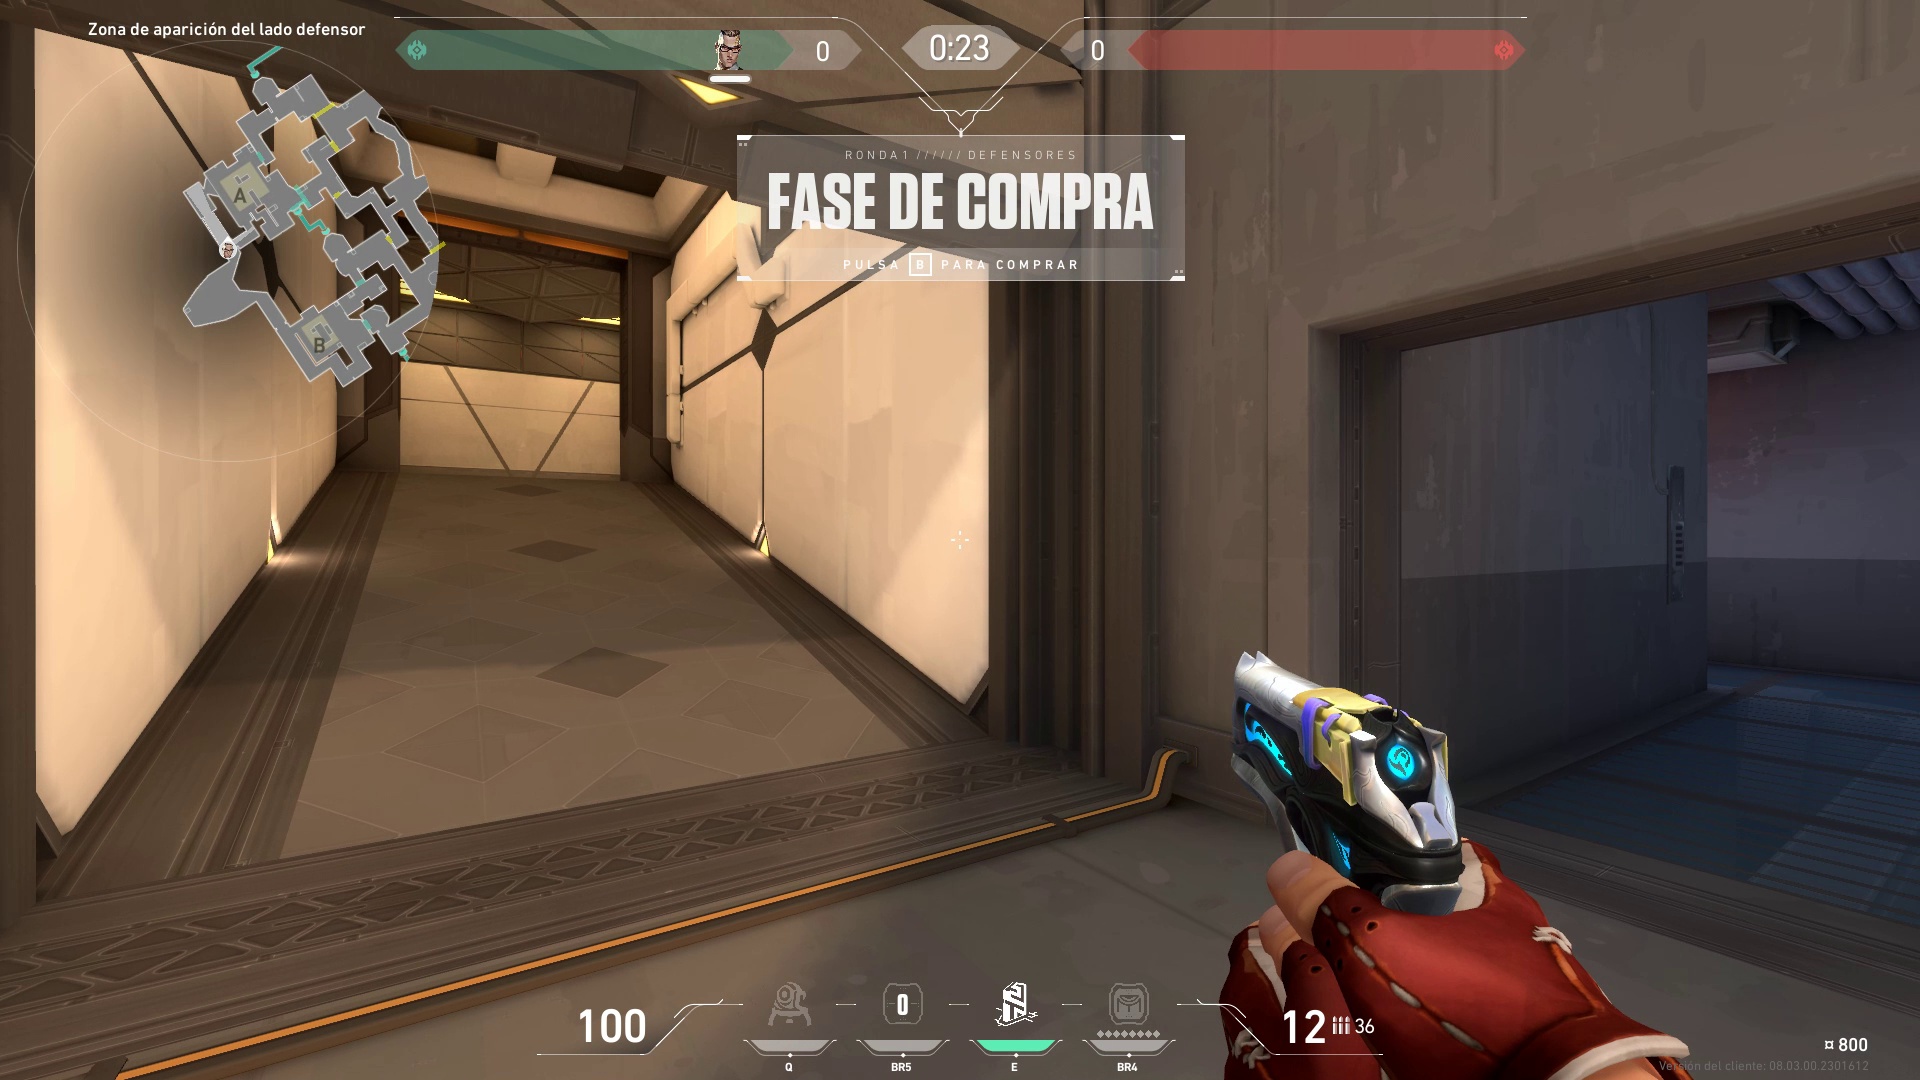 Zona de aparición del lado defensor
0
0:23
0
RONDA 1 ////// DEFENSORES
FASE DE COMPRA
PULSA B PARA COMPRAR
A
B
0
100
12
36
Q
BR5
E
BR4
¤ 800
Versión del cliente: 08.03.00.2301612